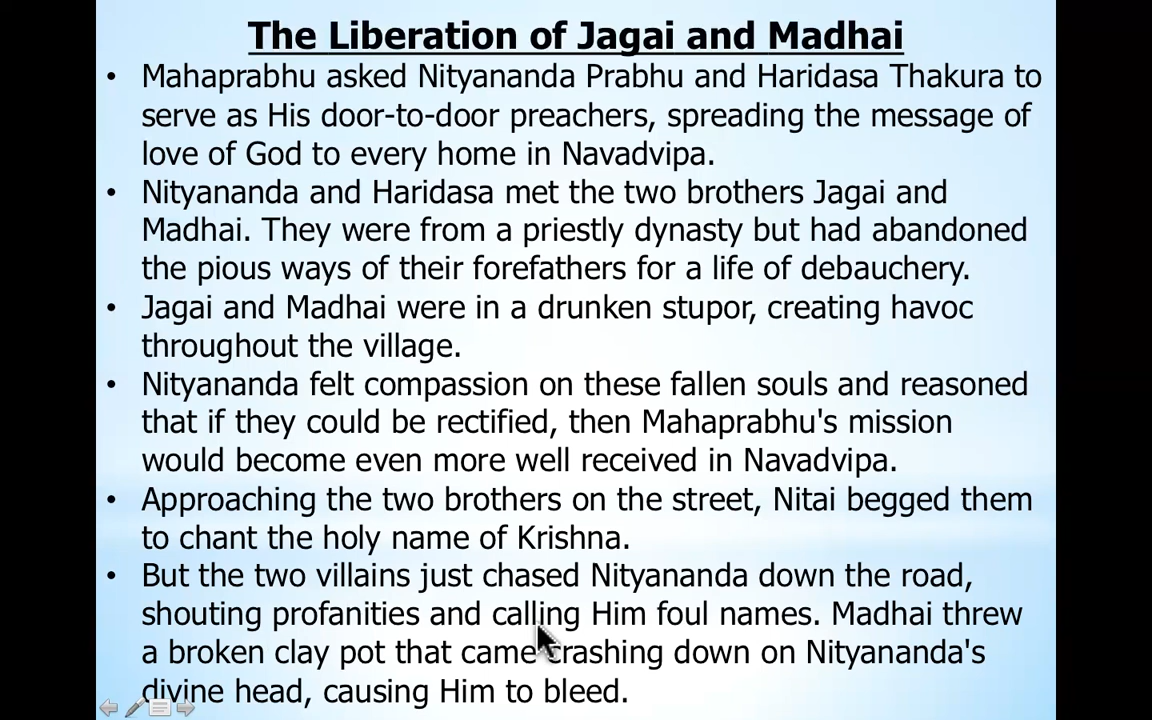 The Liberation of Jagai and Madhai
• Mahaprabhu asked Nityananda Prabhu and Haridasa Thakura to
serve as His door-to-door preachers, spreading the message of
love of God to every home in Navadvipa.
• Nityananda and Haridasa met the two brothers Jagai and
Madhai. They were from a priestly dynasty but had abandoned
the pious ways of their forefathers for a life of debauchery.
• Jagai and Madhai were in a drunken stupor, creating havoc
throughout the village.
• Nityananda felt compassion on these fallen souls and reasoned
that if they could be rectified, then Mahaprabhu's mission
would become even more well received in Navadvipa.
• Approaching the two brothers on the street, Nitai begged them
to chant the holy name of Krishna.
• But the two villains just chased Nityananda down the road,
shouting profanities and calling Him foul names. Madhai threw
a broken clay pot that came crashing down on Nityananda's
divine head, causing Him to bleed.